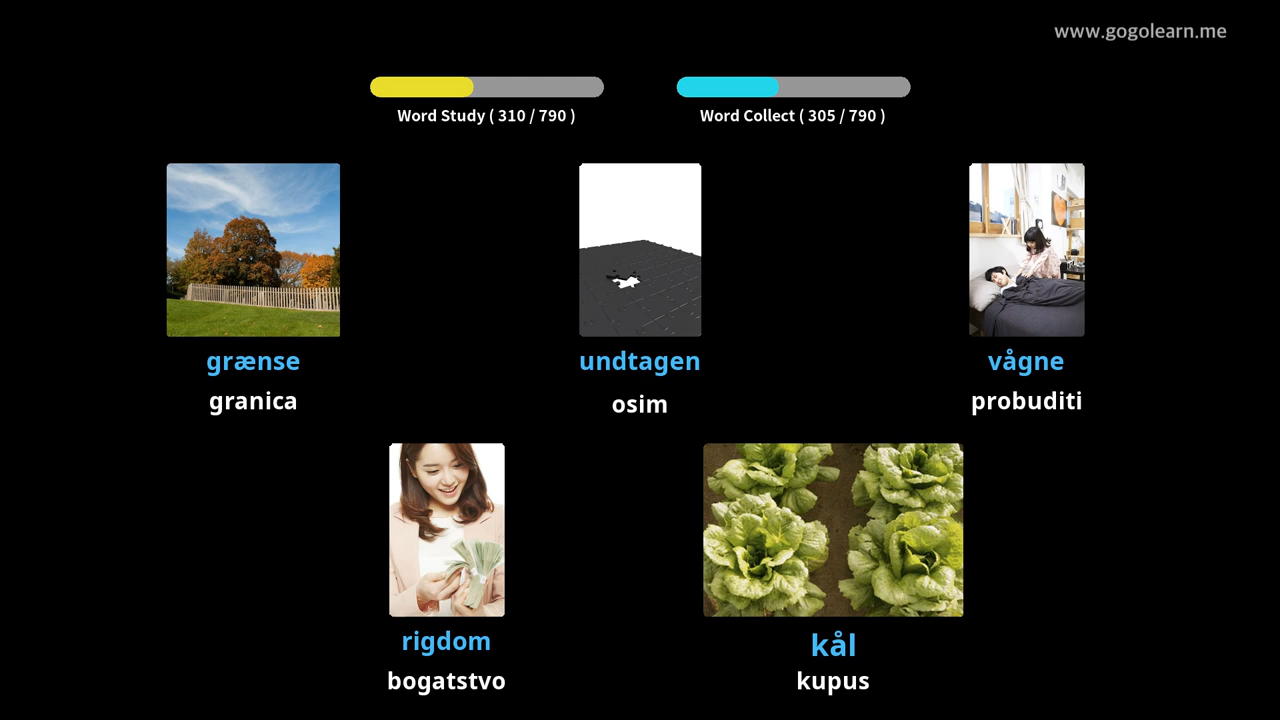 www.gogolearn.me
Word Study ( 310 / 790 )
Word Collect ( 305 / 790 )
grænse
granica
undtagen
osim
vågne
probuditi
rigdom
bogatstvo
kål
kupus